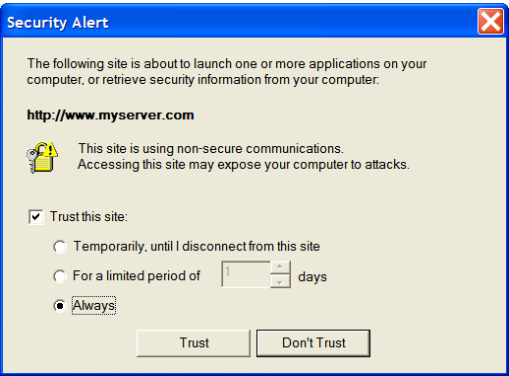 Security Alert
The following site is about to launch one or more applications on your
computer, or retrieve security information from your computer:
http://www.myserver.com
This site is using non-secure communications.
Accessing this site may expose your computer to attacks.
Trust this site:
Temporarily, until I disconnect from this site
For a limited period of 1 days
Always
Trust Don't Trust